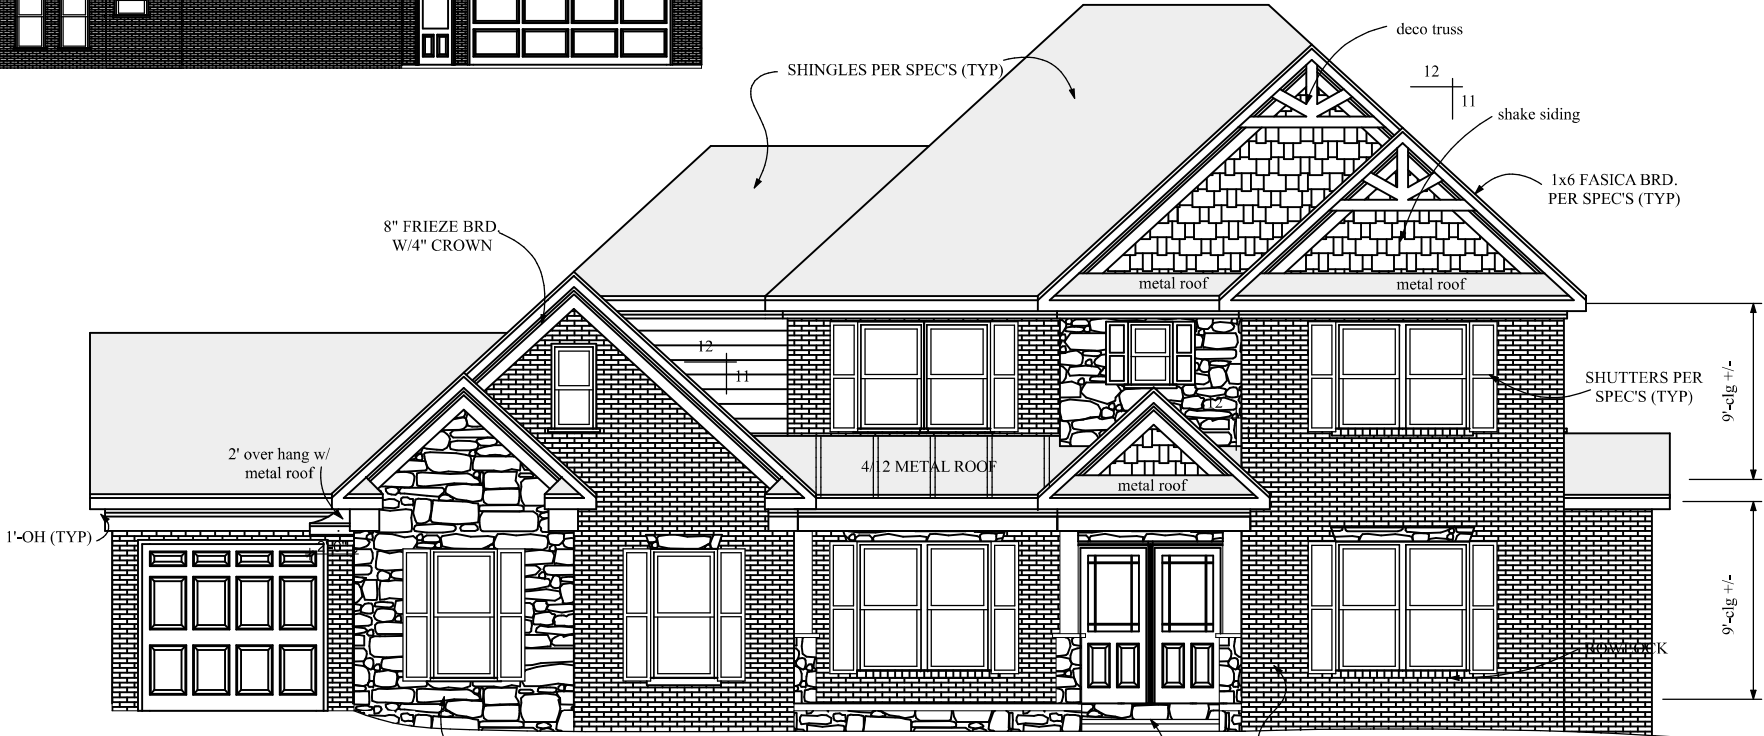 deco truss
SHINGLES PER SPEC'S (TYP)
12
11
shake siding
1x6 FASICA BRD.
PER SPEC'S (TYP)
8" FRIEZE BRD.
W/4" CROWN
metal roof
metal roof
12
11
SHUTTERS PER
SPEC'S (TYP)
9'-clg +/-
12
2' over hang w/
metal roof
4/12 METAL ROOF
metal roof
1'-OH (TYP)
9'-clg +/-
ROWLOCK